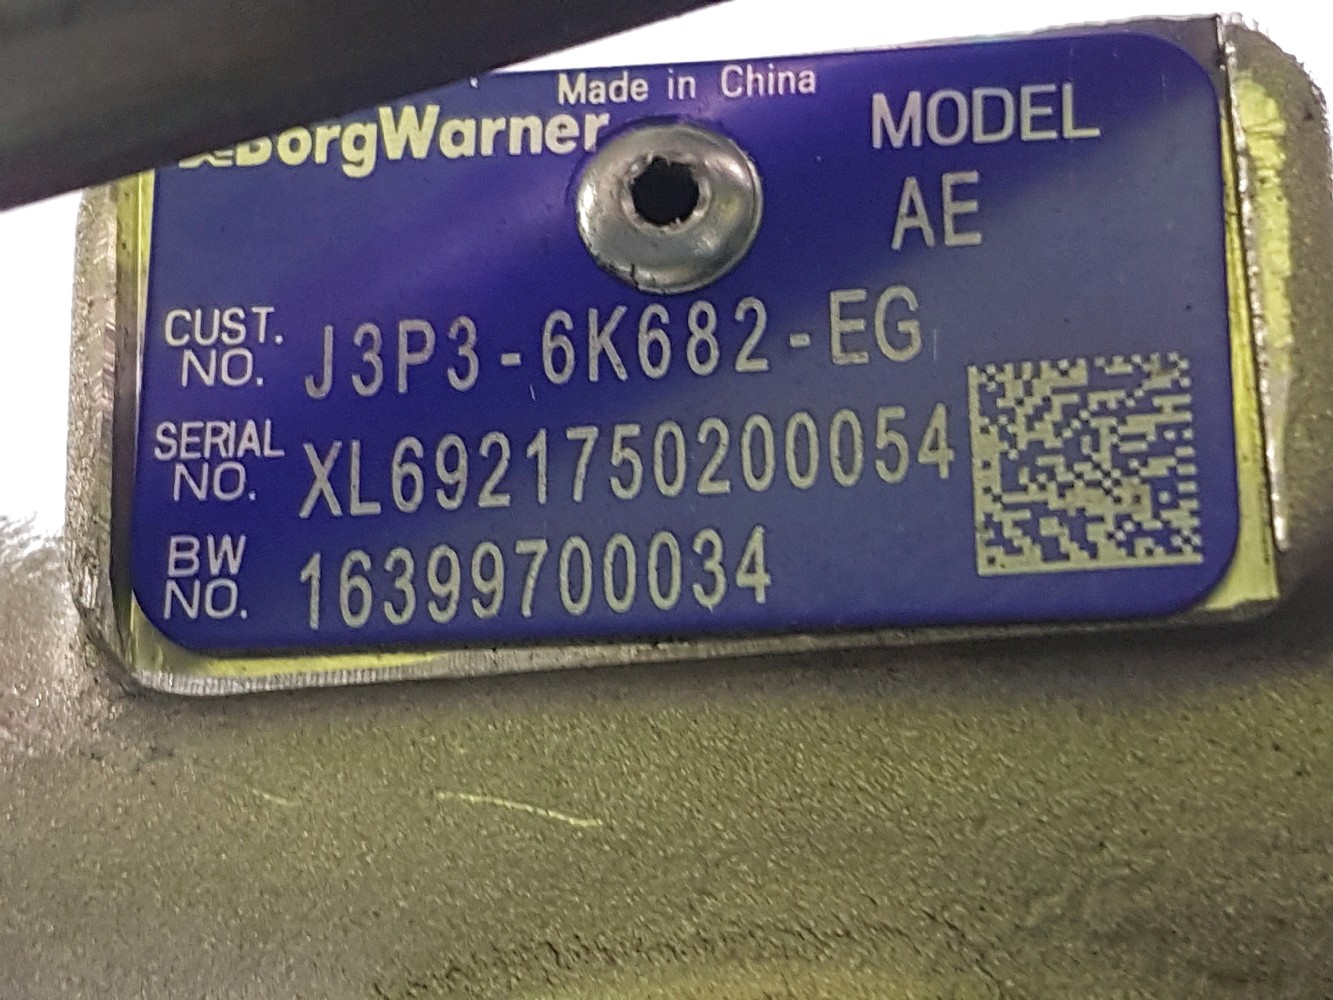 Made in China
BorgWarner
MODEL
AE
CUST. NO. J3P3-6K682-EG
SERIAL NO. XL6921750200054
BW NO. 16399700034